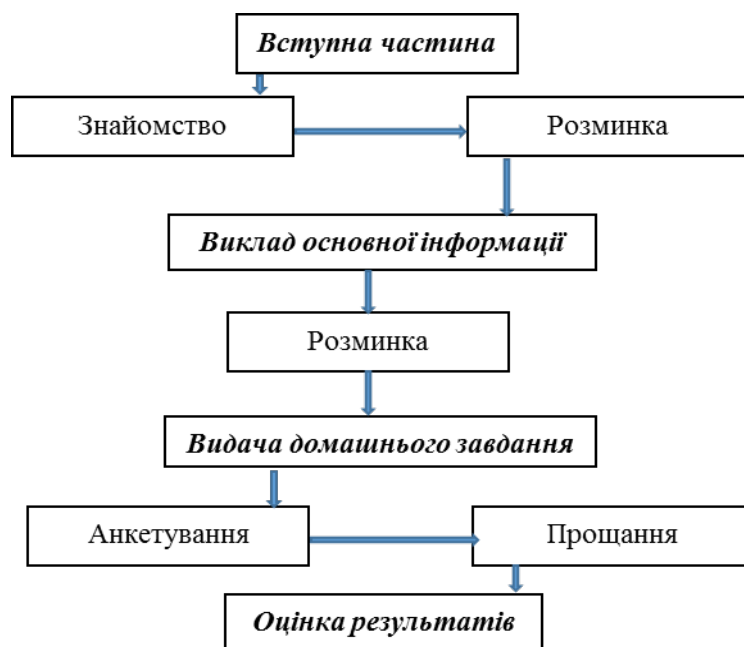 Вступна частина
Знайомство
Розминка
Виклад основної інформації
Розминка
Видача домашнього завдання
Анкетування
Прощання
Оцінка результатів